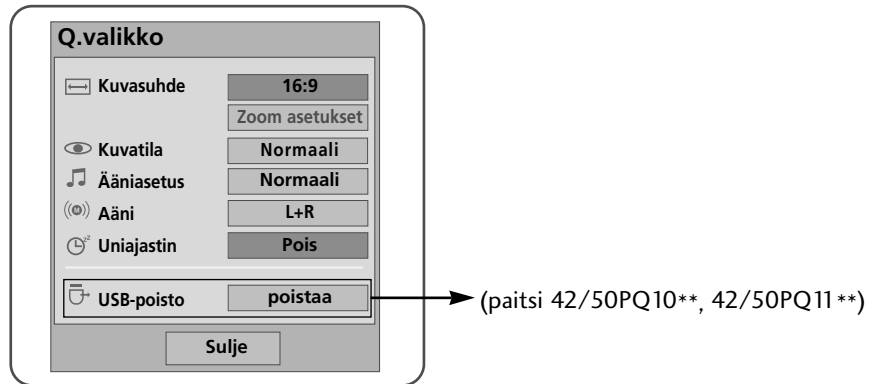 Q.valikko
Kuvasuhde 16:9
Zoom asetukset
Kuvatila Normaali
Ääniasetus Normaali
Ääni L+R
Uniajastin Pois
USB-poisto poistaa
(paitsi 42/50PQ10**, 42/50PQ11**)
Sulje